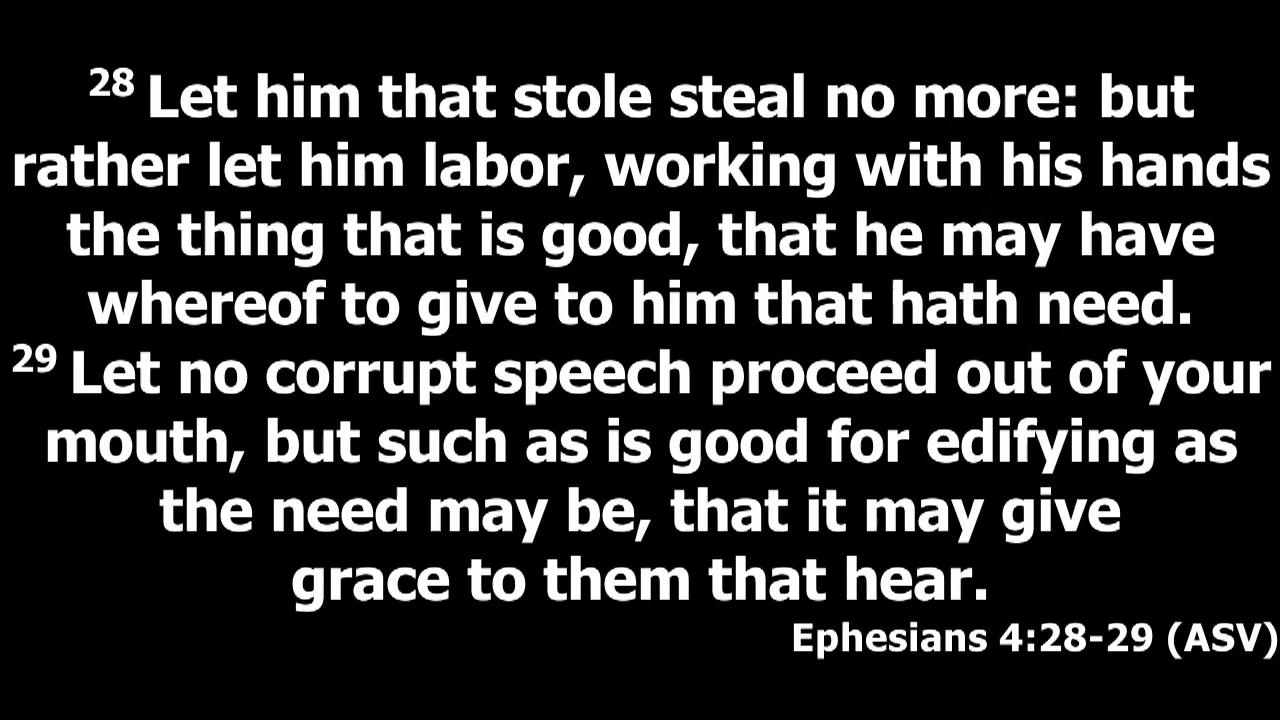 28 Let him that stole steal no more: but
rather let him labor, working with his hands
the thing that is good, that he may have
whereof to give to him that hath need.
29 Let no corrupt speech proceed out of your
mouth, but such as is good for edifying as
the need may be, that it may give
grace to them that hear.
Ephesians 4:28-29 (ASV)